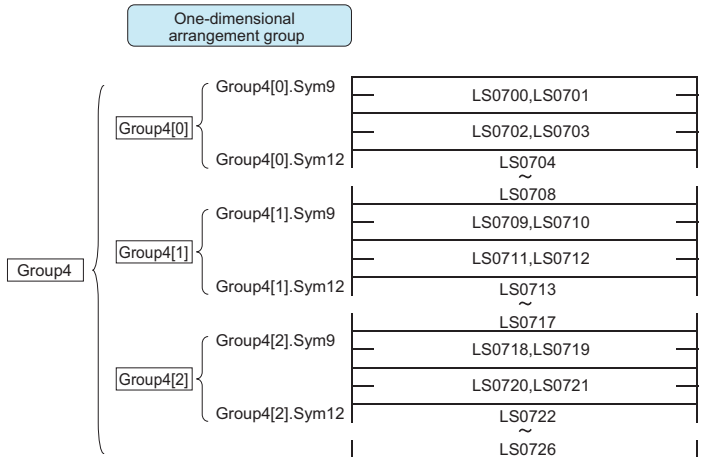 One-dimensional
arrangement group
Group4[0].Sym9
LS0700,LS0701
Group4[0]
LS0702,LS0703
Group4[0].Sym12
LS0704
~
LS0708
Group4[1].Sym9
LS0709,LS0710
Group4[1]
LS0711,LS0712
Group4
Group4[1].Sym12
LS0713
~
LS0717
Group4[2].Sym9
LS0718,LS0719
Group4[2]
LS0720,LS0721
Group4[2].Sym12
LS0722
~
LS0726